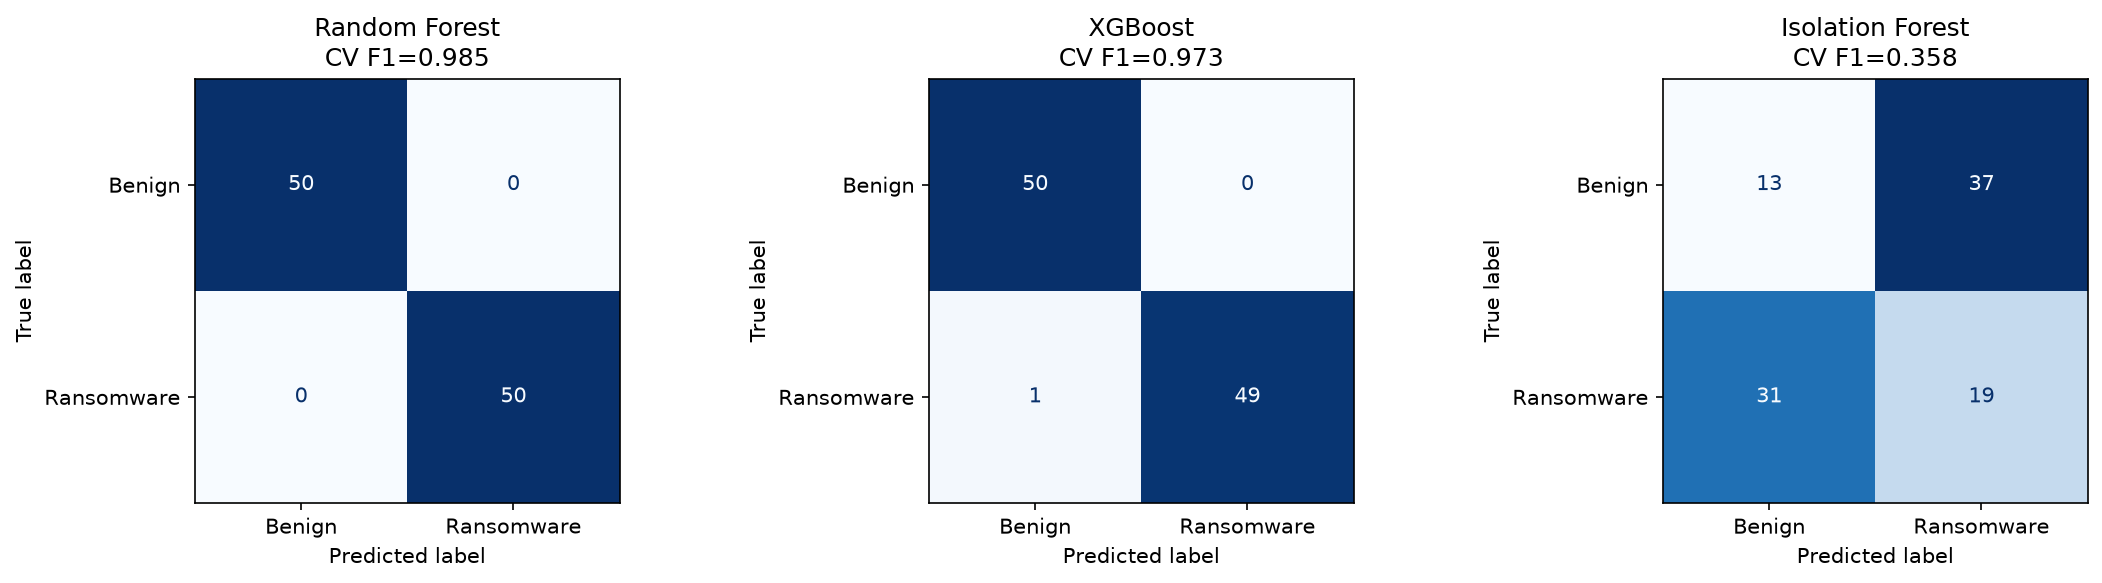 Random Forest
CV F1=0.985
True label
Benign
50
0
Ransomware
0
50
Benign
Ransomware
Predicted label
XGBoost
CV F1=0.973
True label
Benign
50
0
Ransomware
1
49
Benign
Ransomware
Predicted label
Isolation Forest
CV F1=0.358
True label
Benign
13
37
Ransomware
31
19
Benign
Ransomware
Predicted label